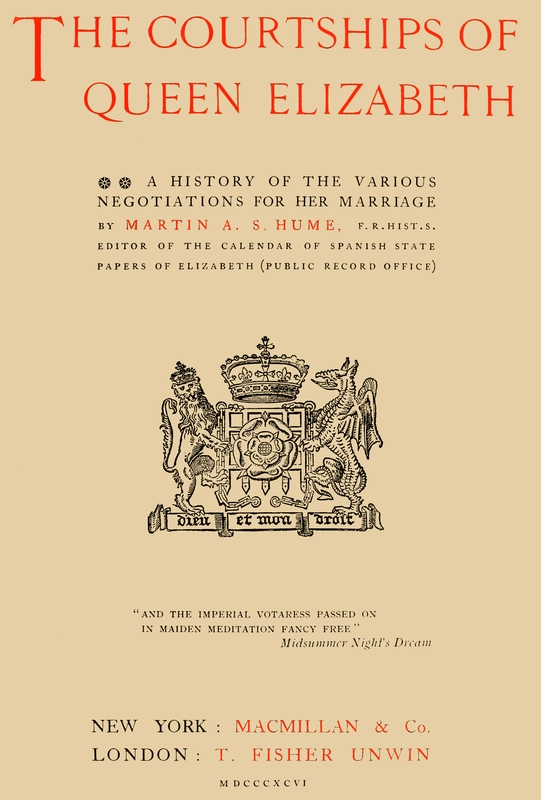 THE COURTSHIPS OF
QUEEN ELIZABETH
A HISTORY OF THE VARIOUS
NEGOTIATIONS FOR HER MARRIAGE
BY MARTIN A. S. HUME, F.R.HIST.S.
EDITOR OF THE CALENDAR OF SPANISH STATE
PAPERS OF ELIZABETH (PUBLIC RECORD OFFICE)
dieu et mon droit
"AND THE IMPERIAL VOTARESS PASSED ON
IN MAIDEN MEDITATION FANCY FREE"
Midsummer Night's Dream
NEW YORK: MACMILLAN & Co.
LONDON: T. FISHER UNWIN
MDCCCXCVI